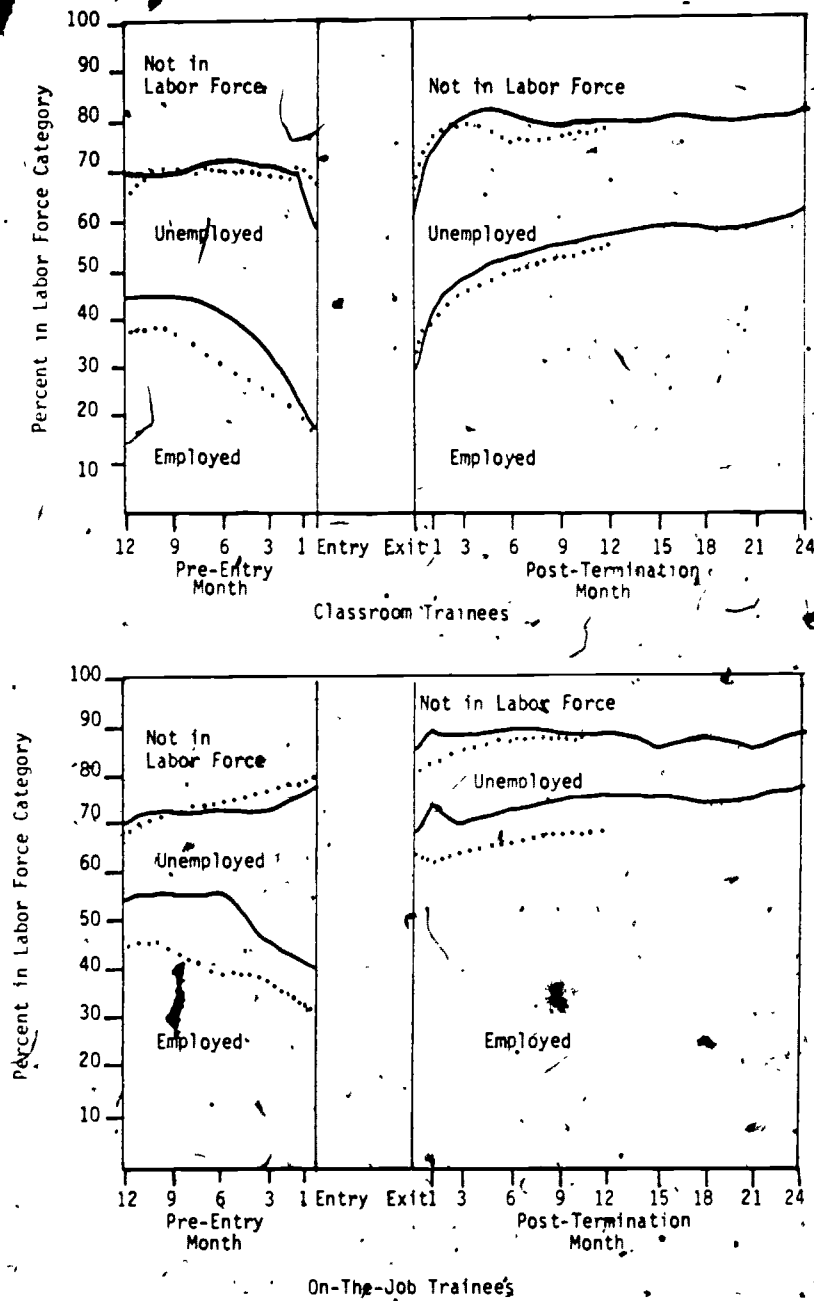 Percent in Labor Force Category
100
90
80
70
60
50
40
30
20
10
Not in
Labor Force
Not in Labor Force
Unemployed
Unemployed
Employed
Employed
12 9 6 3 1 Entry Exit 1 3 6 9 12 15 18 21 24
Pre-Entry
Month
Post-Termination
Month
Classroom Trainees
Percent in Labor Force Category
100
90
80
70
60
50
40
30
20
10
Not in
Labor Force
Not in Labor Force
Unemployed
Unemployed
Employed
Employed
12 9 6 3 1 Entry Exit 1 3 6 9 12 15 18 21 24
Pre-Entry
Month
Post-Termination
Month
On-The-Job Trainees